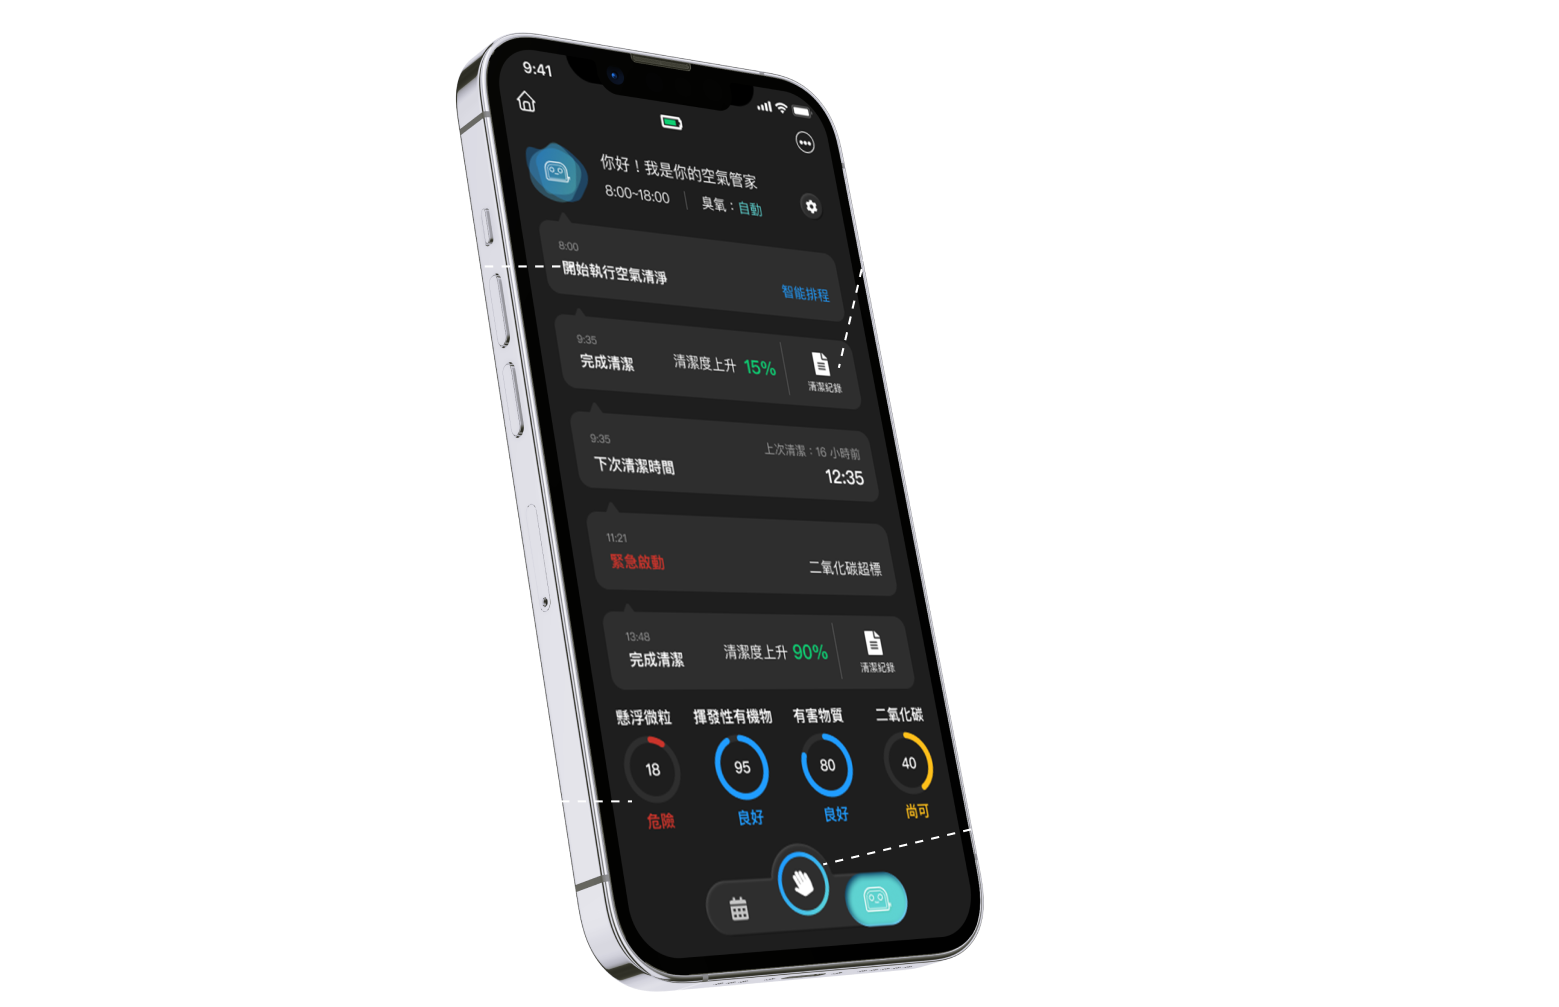 9:41
你好！我是你的空氣管家
8:00~18:00 臭氧：自動
8:00
開始執行空氣清淨
智能排程
9:35
完成清潔 清潔度上升 15%
清潔紀錄
9:35
上次清潔：16 小時前
下次清潔時間 12:35
11:21
緊急啟動 二氧化碳超標
13:48
完成清潔 清潔度上升 90%
清潔紀錄
懸浮微粒 揮發性有機物 有害物質 二氧化碳
18 95 80 40
危險 良好 良好 尚可